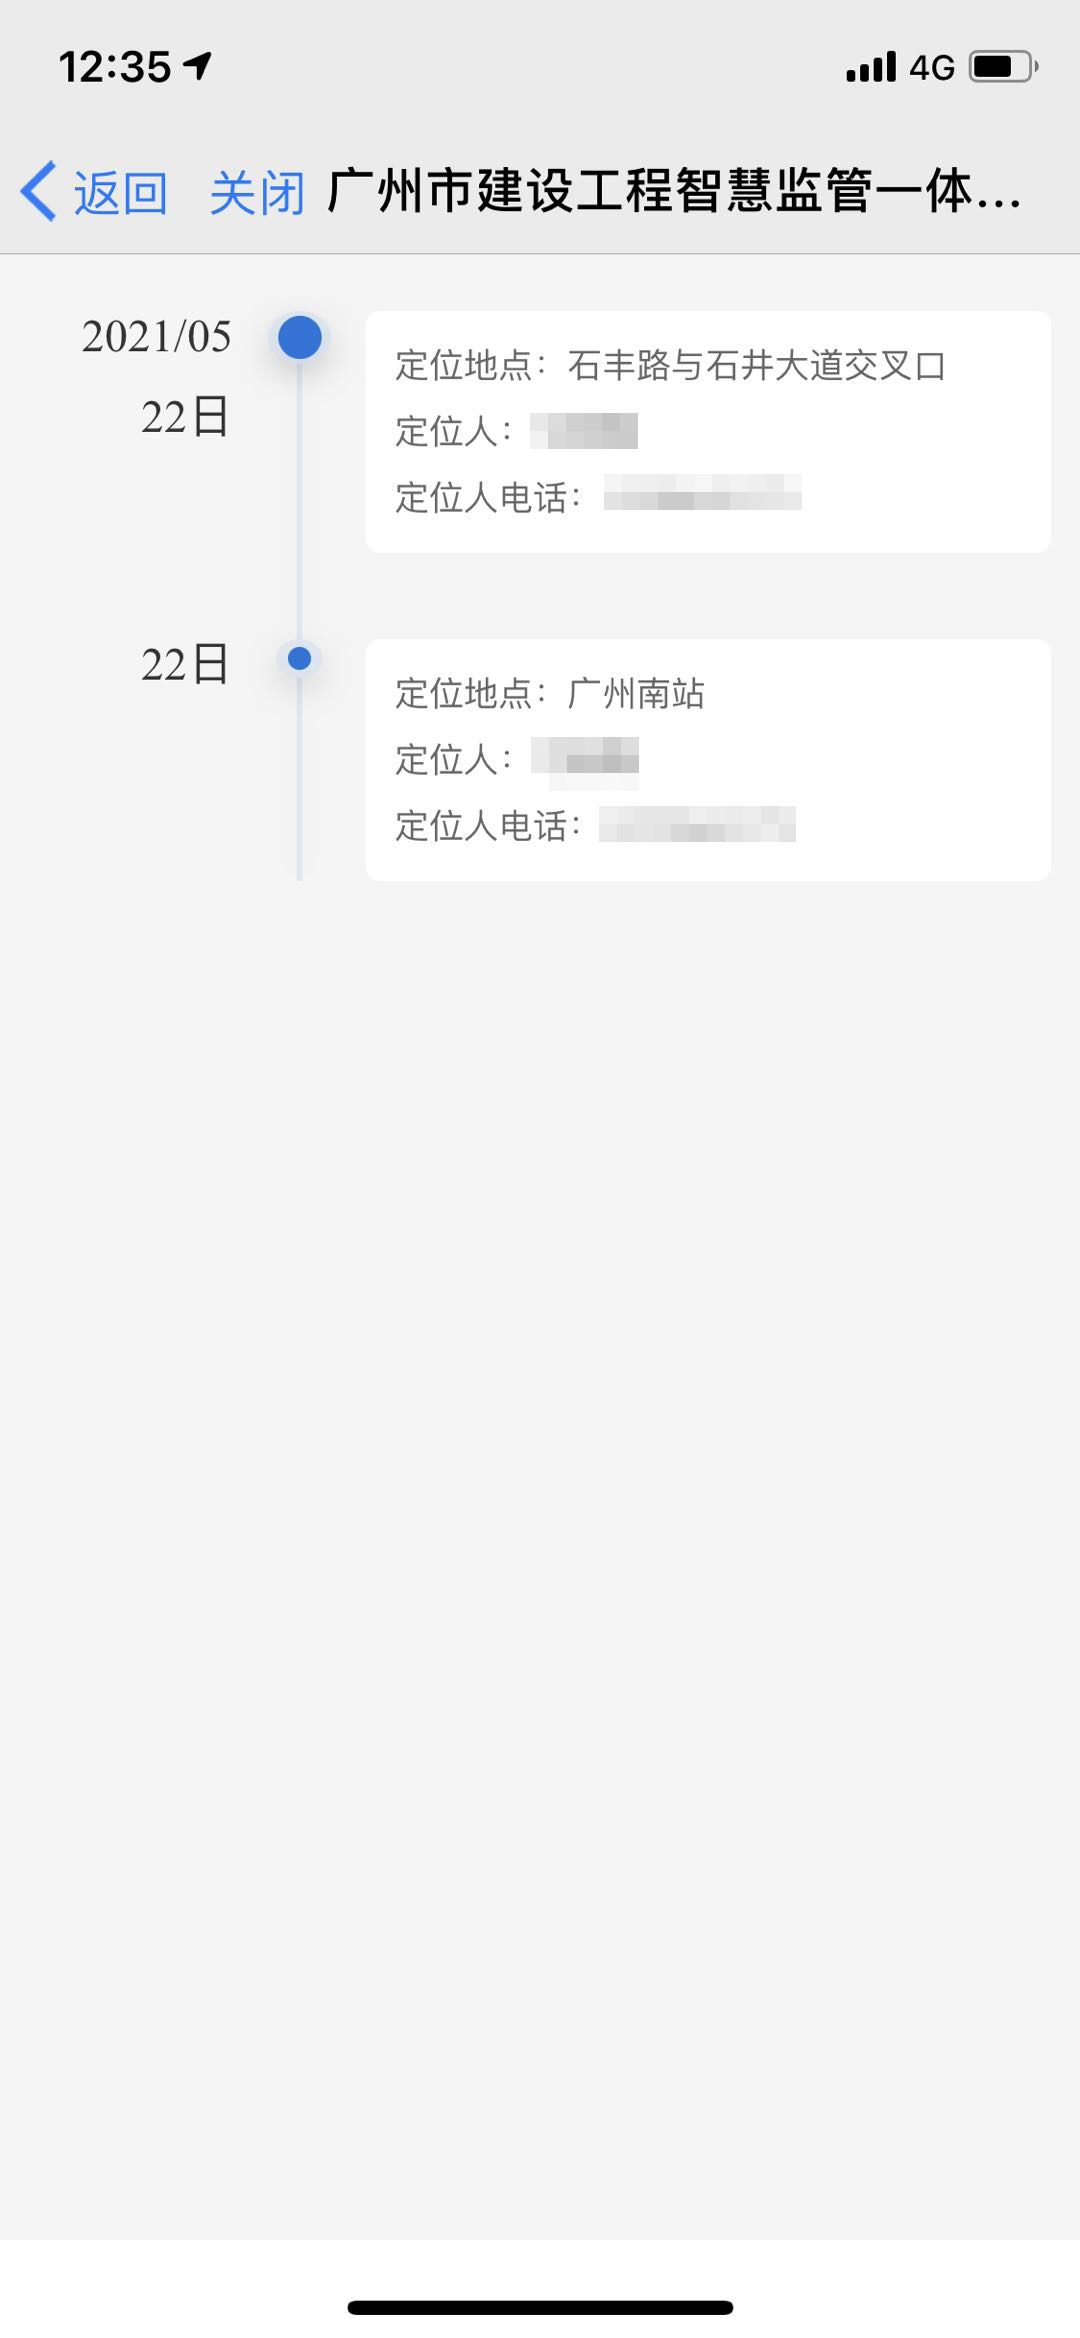 12:35
4G
返回 关闭 广州市建设工程智慧监管一体...
2021/05
22日
定位地点：石丰路与石井大道交叉口
定位人：
定位人电话：
22日
定位地点：广州南站
定位人：
定位人电话：